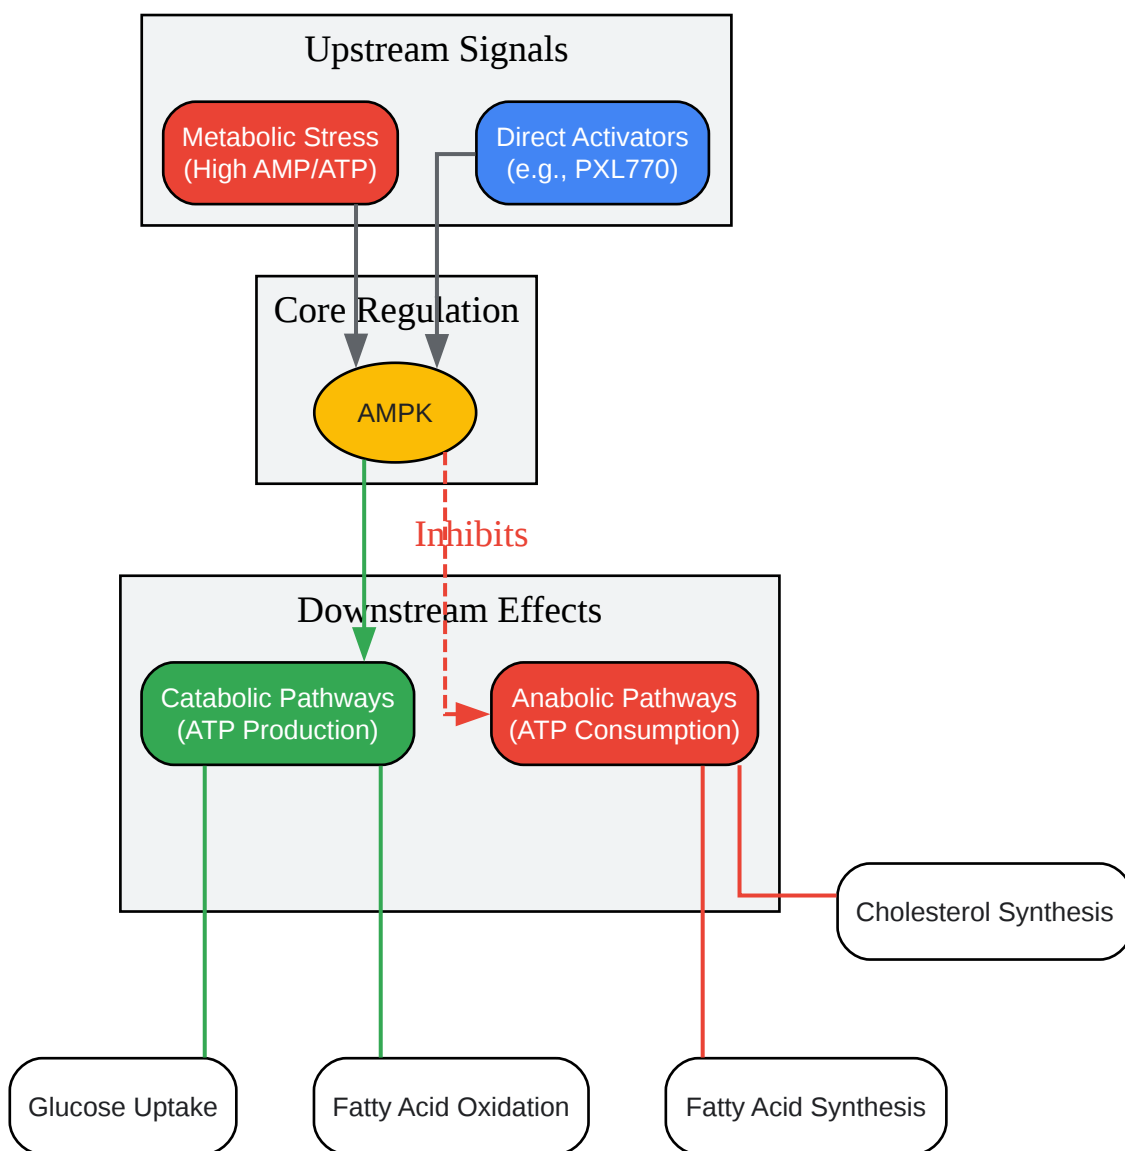 Upstream Signals
Metabolic Stress
(High AMP/ATP)
Direct Activators
(e.g., PXL770)
Core Regulation
AMPK
Inhibits
Downstream Effects
Catabolic Pathways
(ATP Production)
Anabolic Pathways
(ATP Consumption)
Cholesterol Synthesis
Glucose Uptake
Fatty Acid Oxidation
Fatty Acid Synthesis